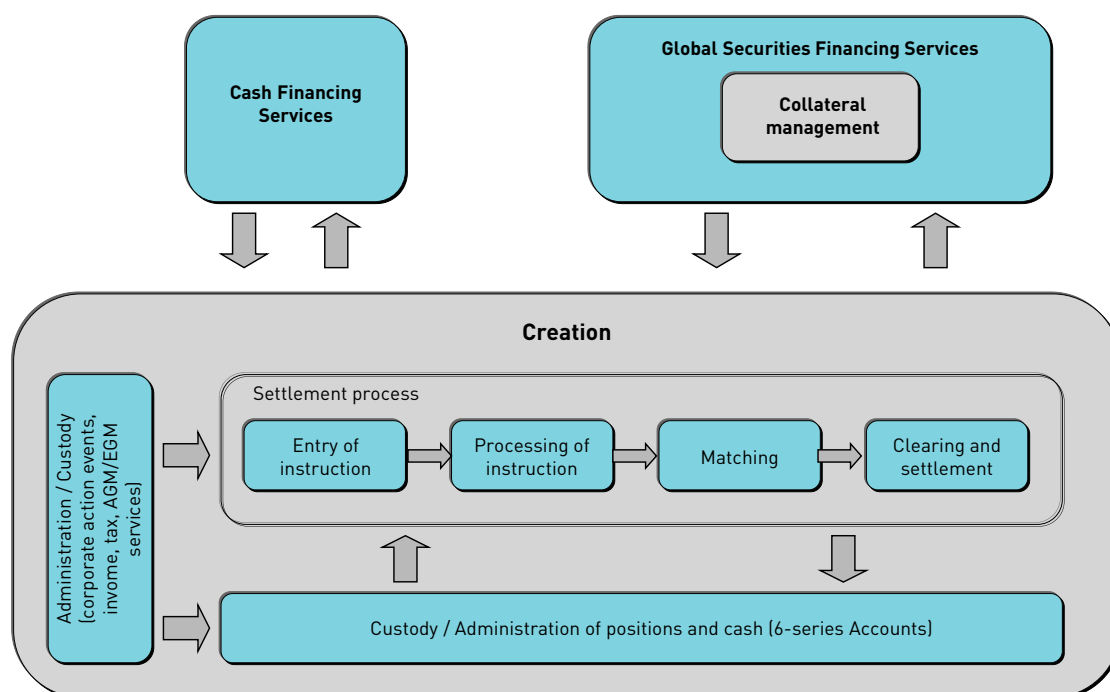 Cash Financing
Services
Global Securities Financing Services
Collateral
management
Creation
Administration / Custody
(corporate action events,
invome, tax, AGM/EGM
services)
Settlement process
Entry of
instruction
Processing of
instruction
Matching
Clearing and
settlement
Custody / Administration of positions and cash (6-series Accounts)